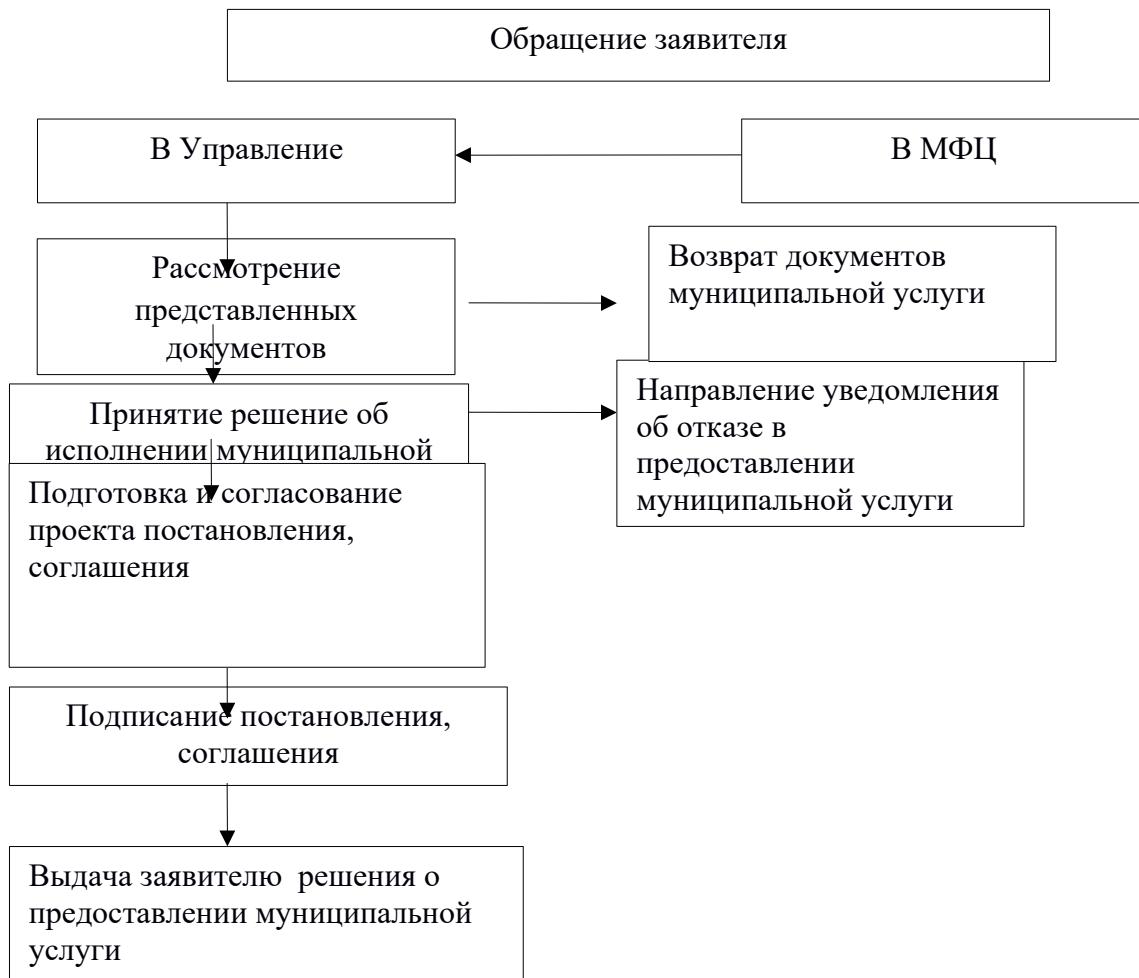 Обращение заявителя
В Управление
В МФЦ
Рассмотрение
представленных
документов
Возврат документов
муниципальной услуги
Принятие решение об
исполнении муниципальной
Направление уведомления
об отказе в
предоставлении
муниципальной услуги
Подготовка и согласование
проекта постановления,
соглашения
Подписание постановления,
соглашения
Выдача заявителю  решения о
предоставлении муниципальной
услуги